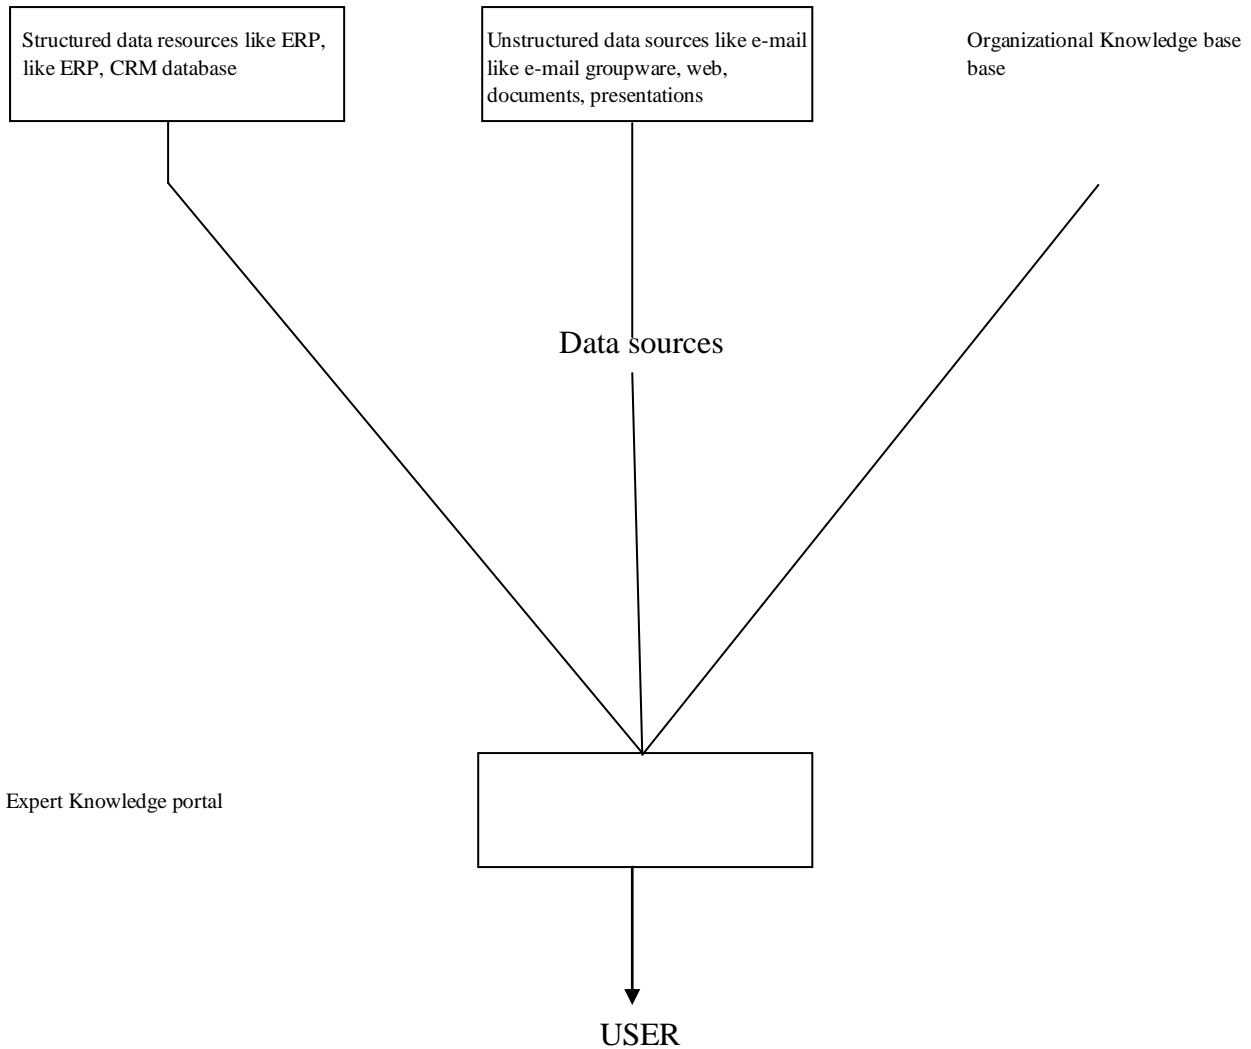 Structured data resources like ERP,
like ERP, CRM database
Unstructured data sources like e-mail
like e-mail groupware, web,
documents, presentations
Organizational Knowledge base
base
Data sources
Expert Knowledge portal
USER